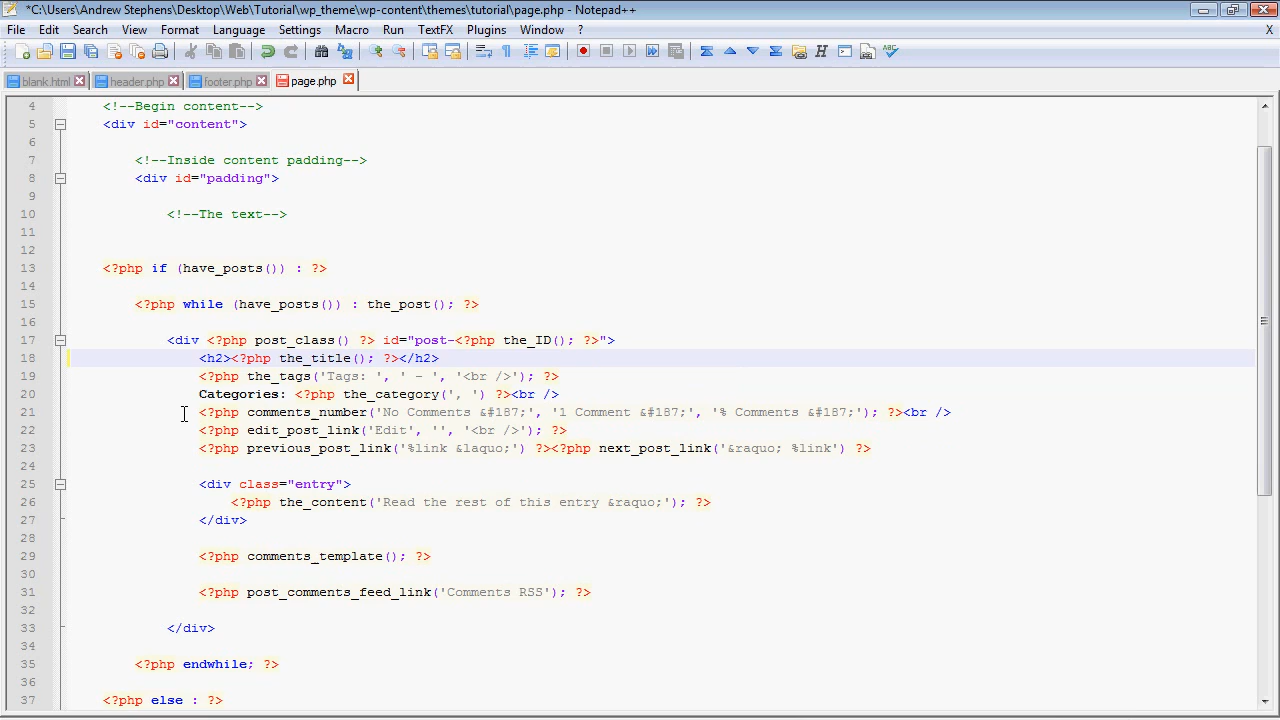 *C:\Users\Andrew Stephens\Desktop\Web\Tutorial\wp_theme\wp-content\themes\tutorial\page.php - Notepad++
File Edit Search View Format Language Settings Macro Run TextFX Plugins Window ? X
blank.html header.php footer.php page.php
4 <!--Begin content-->
5 <div id="content">
6
7 <!--Inside content padding-->
8 <div id="padding">
9
10 <!--The text-->
11
12
13 <?php if (have_posts()) : ?>
14
15 <?php while (have_posts()) : the_post(); ?>
16
17 <div <?php post_class() ?> id="post-<?php the_ID(); ?>">
18 <h2><?php the_title(); ?></h2>
19 <?php the_tags('Tags: ', ' - ', '<br />'); ?>
20 Categories: <?php the_category(', ') ?><br />
21 <?php comments_number('No Comments &#187;', '1 Comment &#187;', '% Comments &#187;'); ?><br />
22 <?php edit_post_link('Edit', '', '<br />'); ?>
23 <?php previous_post_link('%link &laquo;') ?><?php next_post_link('&raquo; %link') ?>
24
25 <div class="entry">
26 <?php the_content('Read the rest of this entry &raquo;'); ?>
27 </div>
28
29 <?php comments_template(); ?>
30
31 <?php post_comments_feed_link('Comments RSS'); ?>
32
33 </div>
34
35 <?php endwhile; ?>
36
37 <?php else : ?>